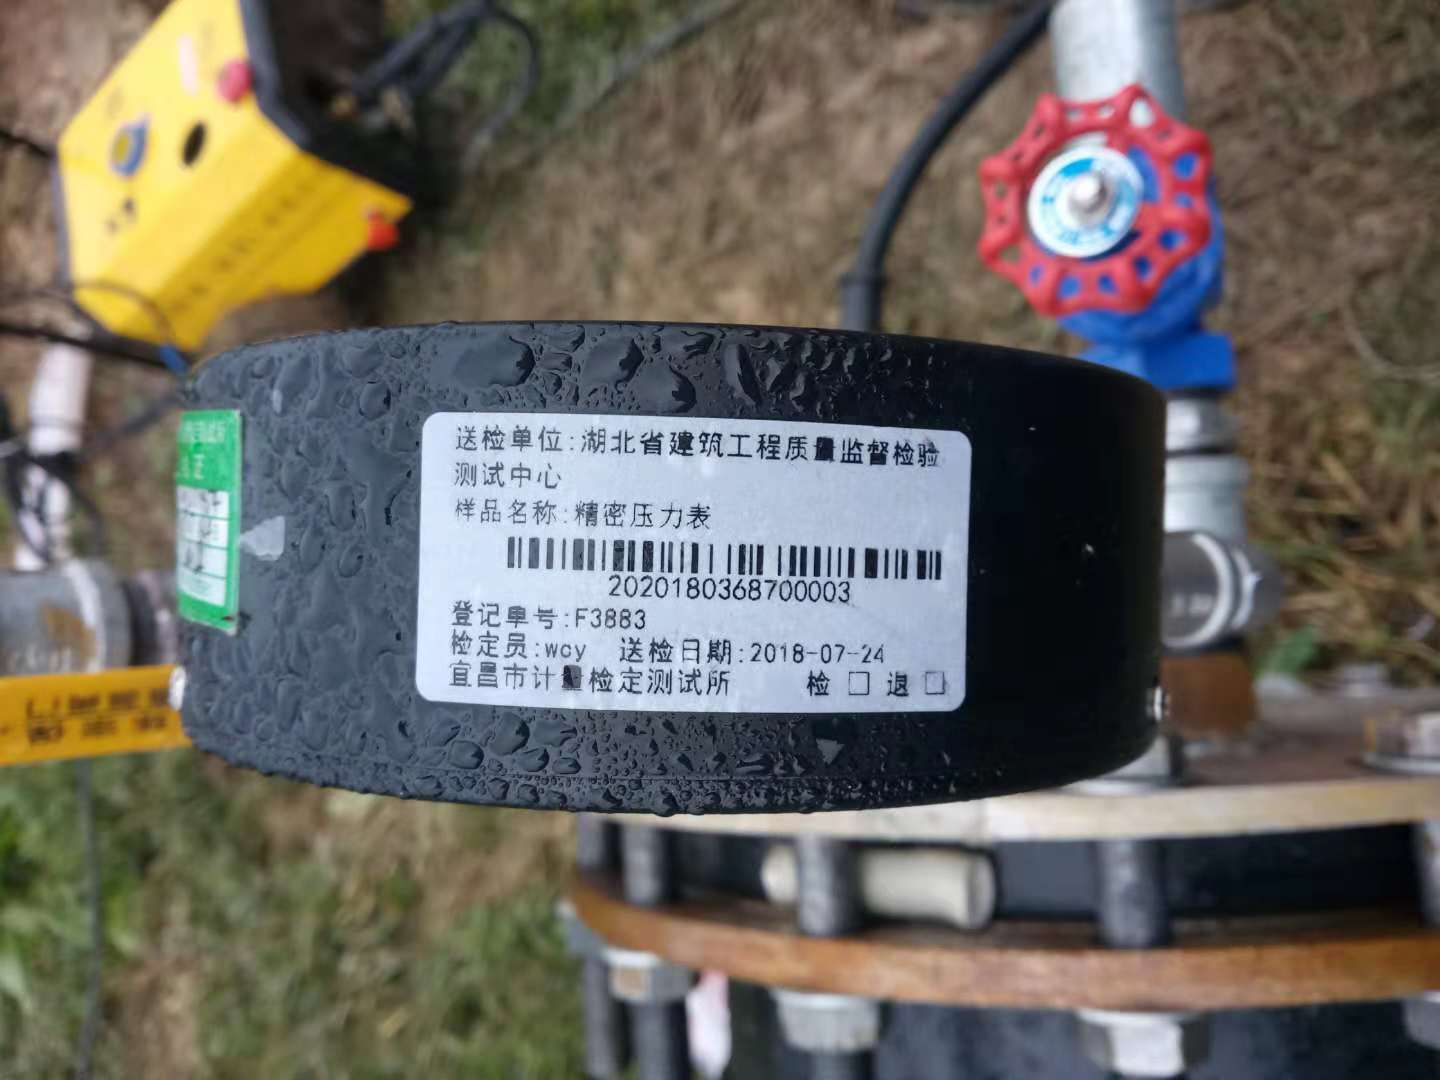 送检单位:湖北省建筑工程质量监督检验
测试中心
样品名称:精密压力表
2020180368700003
登记单号:F3883
检定员:wcy 送检日期:2018-07-24
宜昌市计量检定测试所 检 □ 退 □